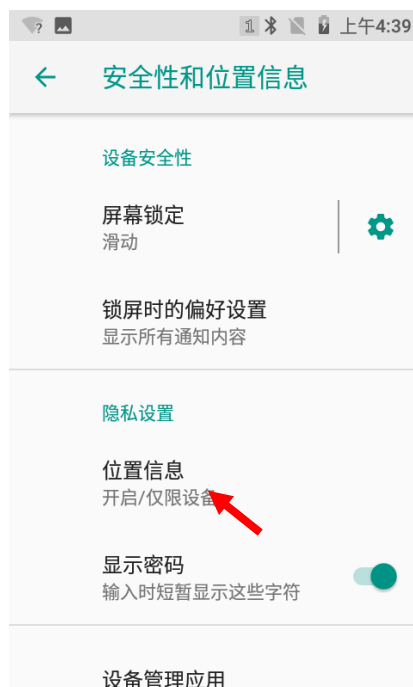 ? 1 上午4:39
安全性和位置信息
设备安全性
屏幕锁定
滑动
锁屏时的偏好设置
显示所有通知内容
隐私设置
位置信息
开启/仅限设备
显示密码
输入时短暂显示这些字符
设备管理应用